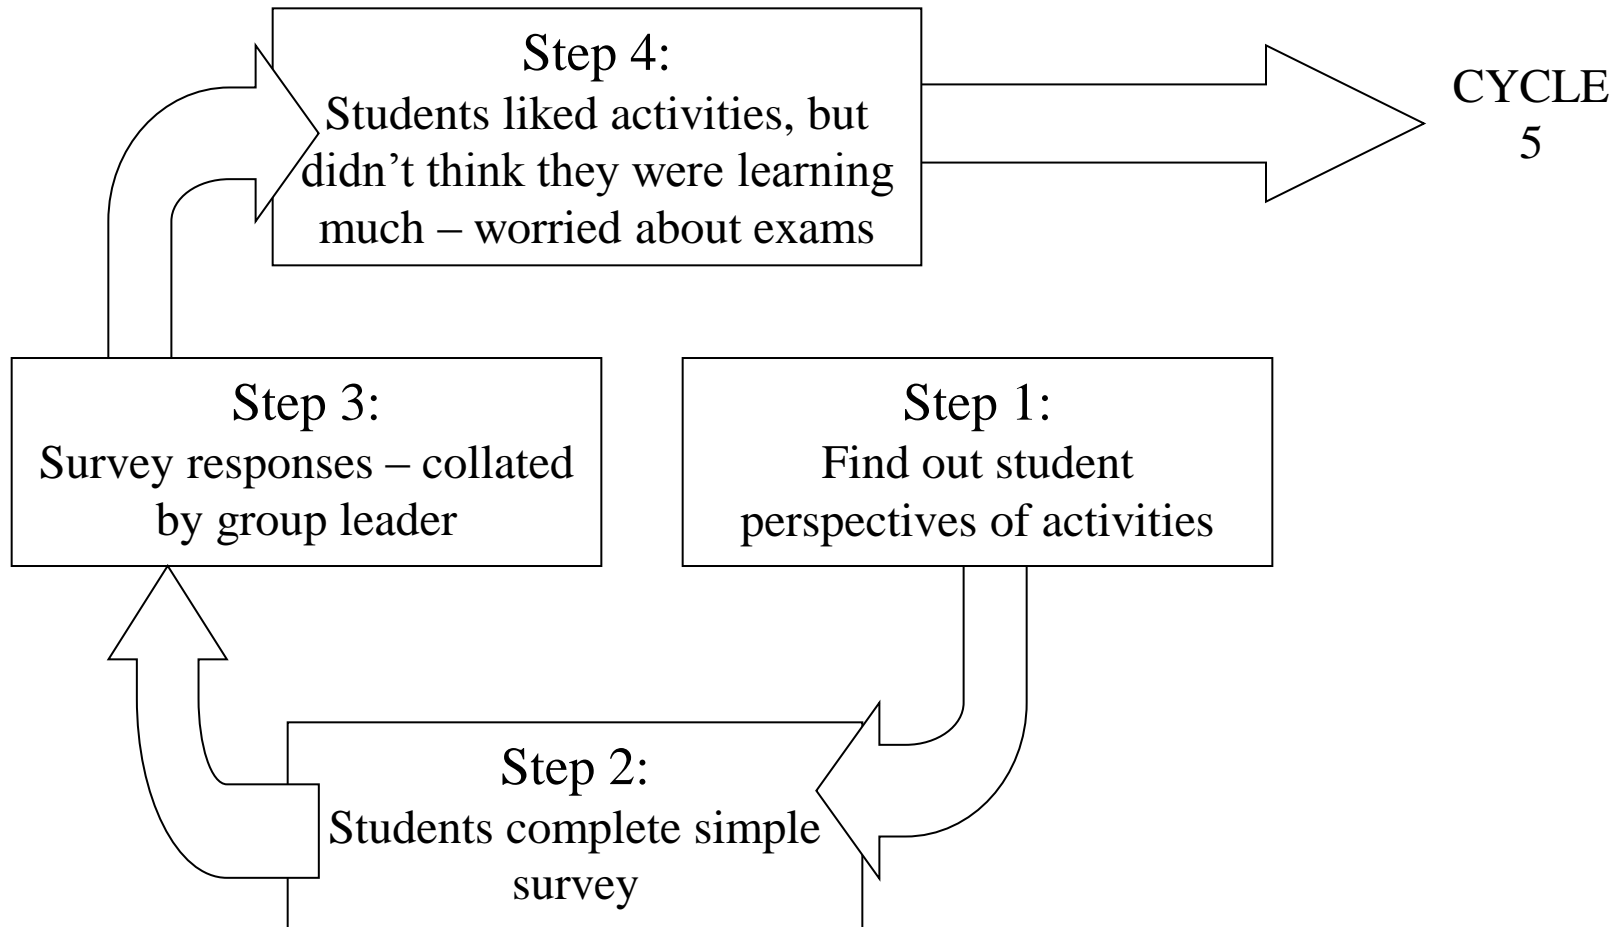 Step 4:
Students liked activities, but
didn’t think they were learning
much – worried about exams
CYCLE
5
Step 3:
Survey responses – collated
by group leader
Step 1:
Find out student
perspectives of activities
Step 2:
Students complete simple
survey